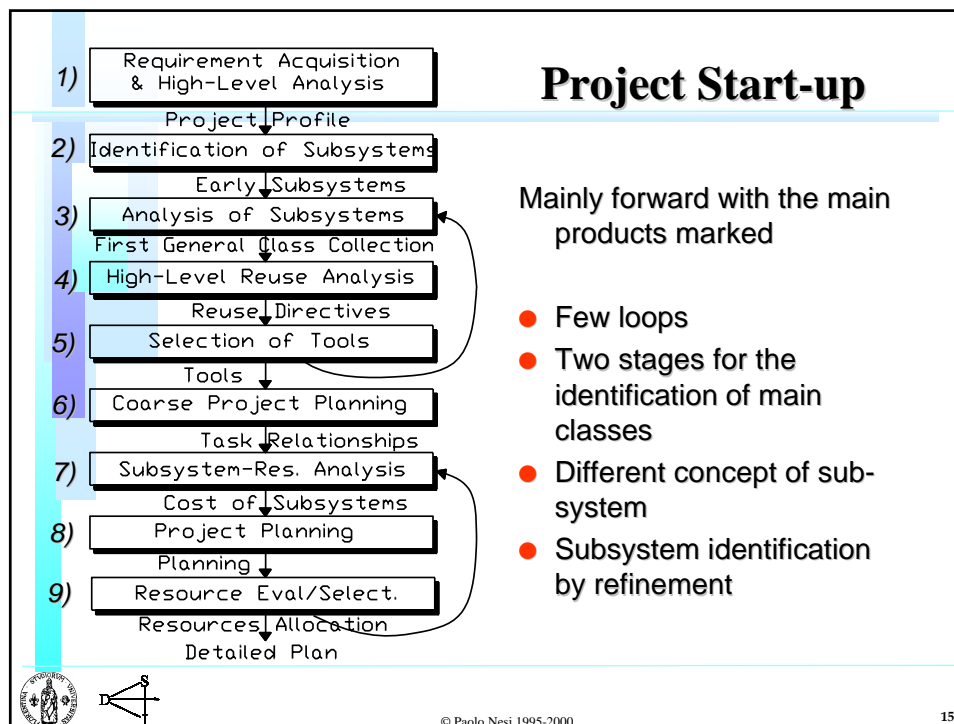 Project Start-up
1)
Requirement Acquisition
& High-Level Analysis
Project Profile
2)
Identification of Subsystems
Early Subsystems
3)
Analysis of Subsystems
First General Class Collection
4)
High-Level Reuse Analysis
Reuse Directives
5)
Selection of Tools
Tools
6)
Coarse Project Planning
Task Relationships
7)
Subsystem-Res. Analysis
Cost of Subsystems
8)
Project Planning
Planning
9)
Resource Eval/Select.
Resources Allocation
Detailed Plan
Mainly forward with the main
products marked
● Few loops
● Two stages for the
identification of main
classes
● Different concept of sub-
system
● Subsystem identification
by refinement
D
S
© Paolo Nesi 1995-2000
15